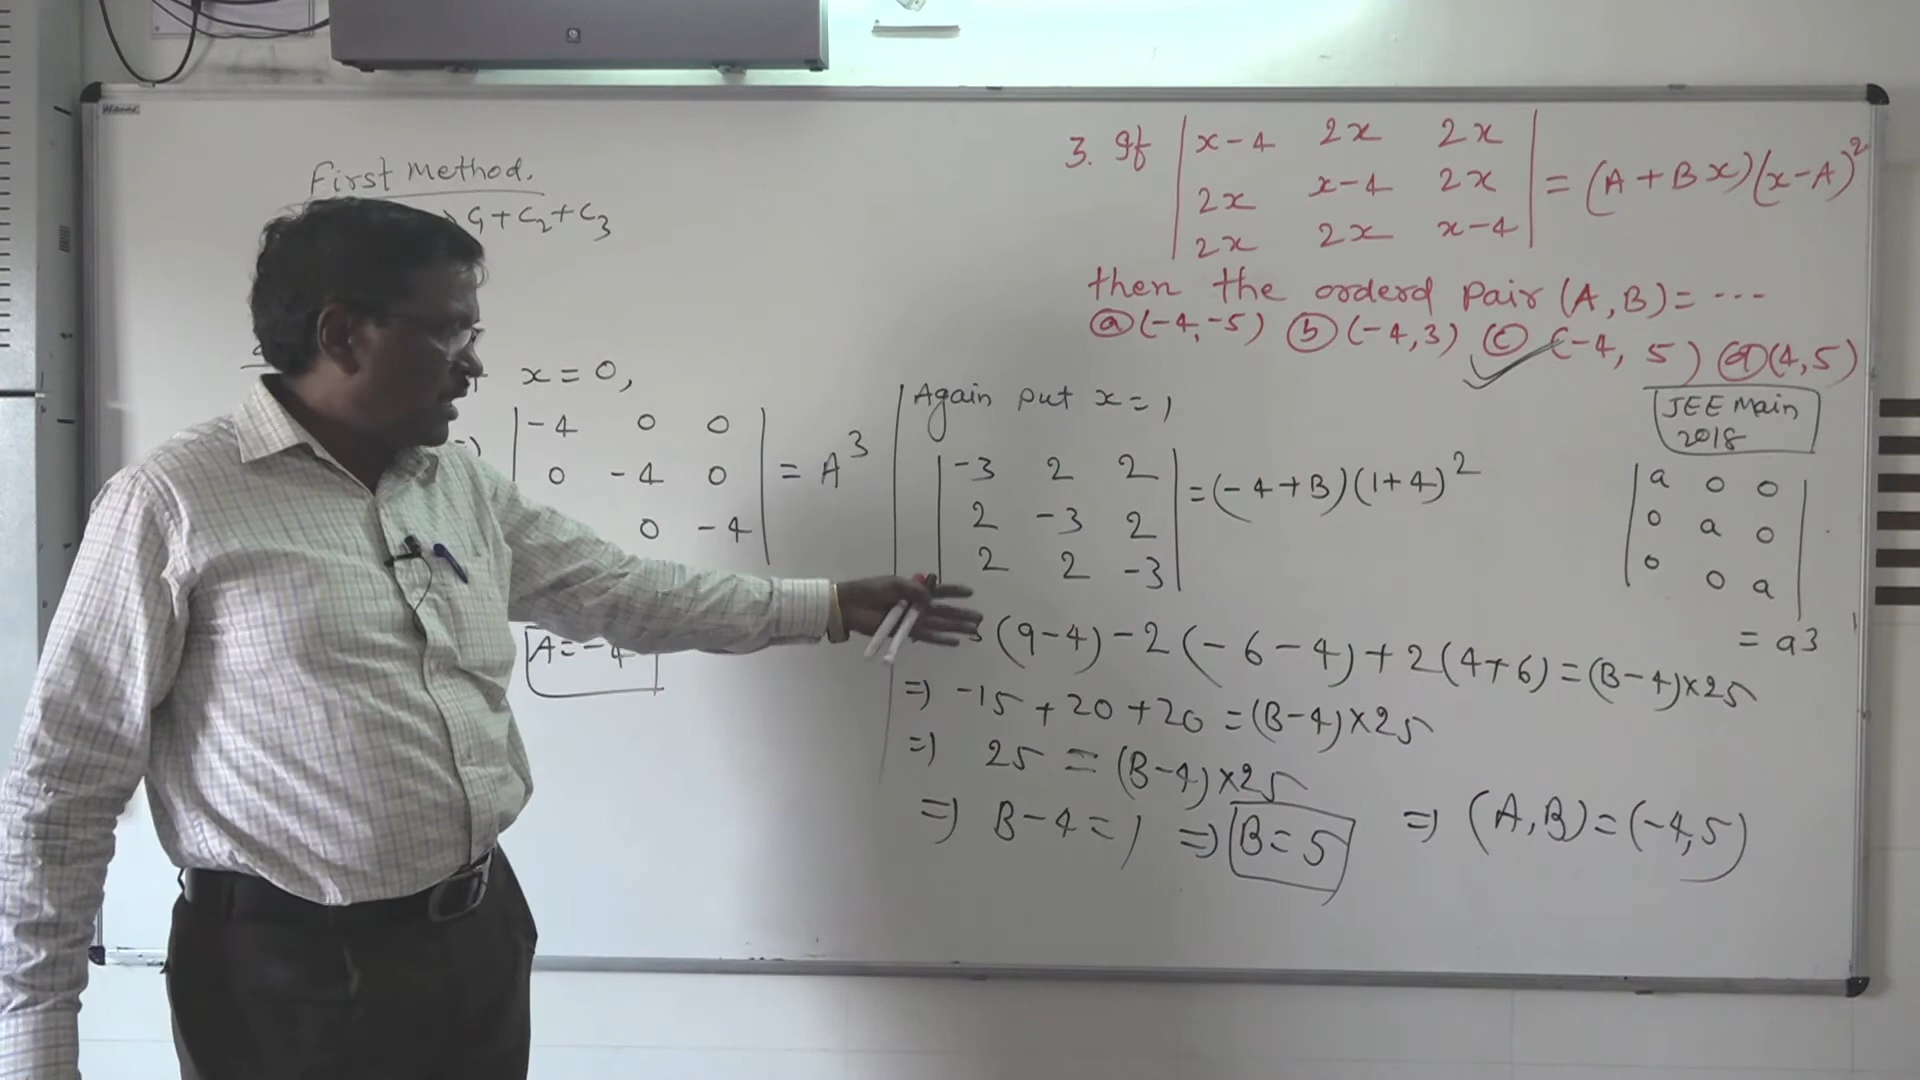 3. If | x-4 2x 2x |
| 2x x-4 2x | = (A+Bx)(x-A)²
| 2x 2x x-4 |
then the orderd pair (A,B) = ---
ⓐ (-4,-5) ⓑ (-4,3) ⓒ (-4, 5) ⓓ (4,5)
JEE Main
2018
| a 0 0 |
| 0 a 0 |
| 0 0 a |
= a3
First Method.
C₁+C₂+C₃
x=0,
| -4 0 0 |
0 -4 0 | = A³
0 -4 |
A=-4
Again put x=1
| -3 2 2 |
| 2 -3 2 | = (-4+B)(1+4)²
| 2 2 -3 |
(9-4)-2(-6-4)+2(4+6)=(B-4)×25
⇒ -15+20+20=(B-4)×25
⇒ 25 = (B-4)×25
⇒ B-4=1 ⇒ B=5 ⇒ (A,B)=(-4,5)